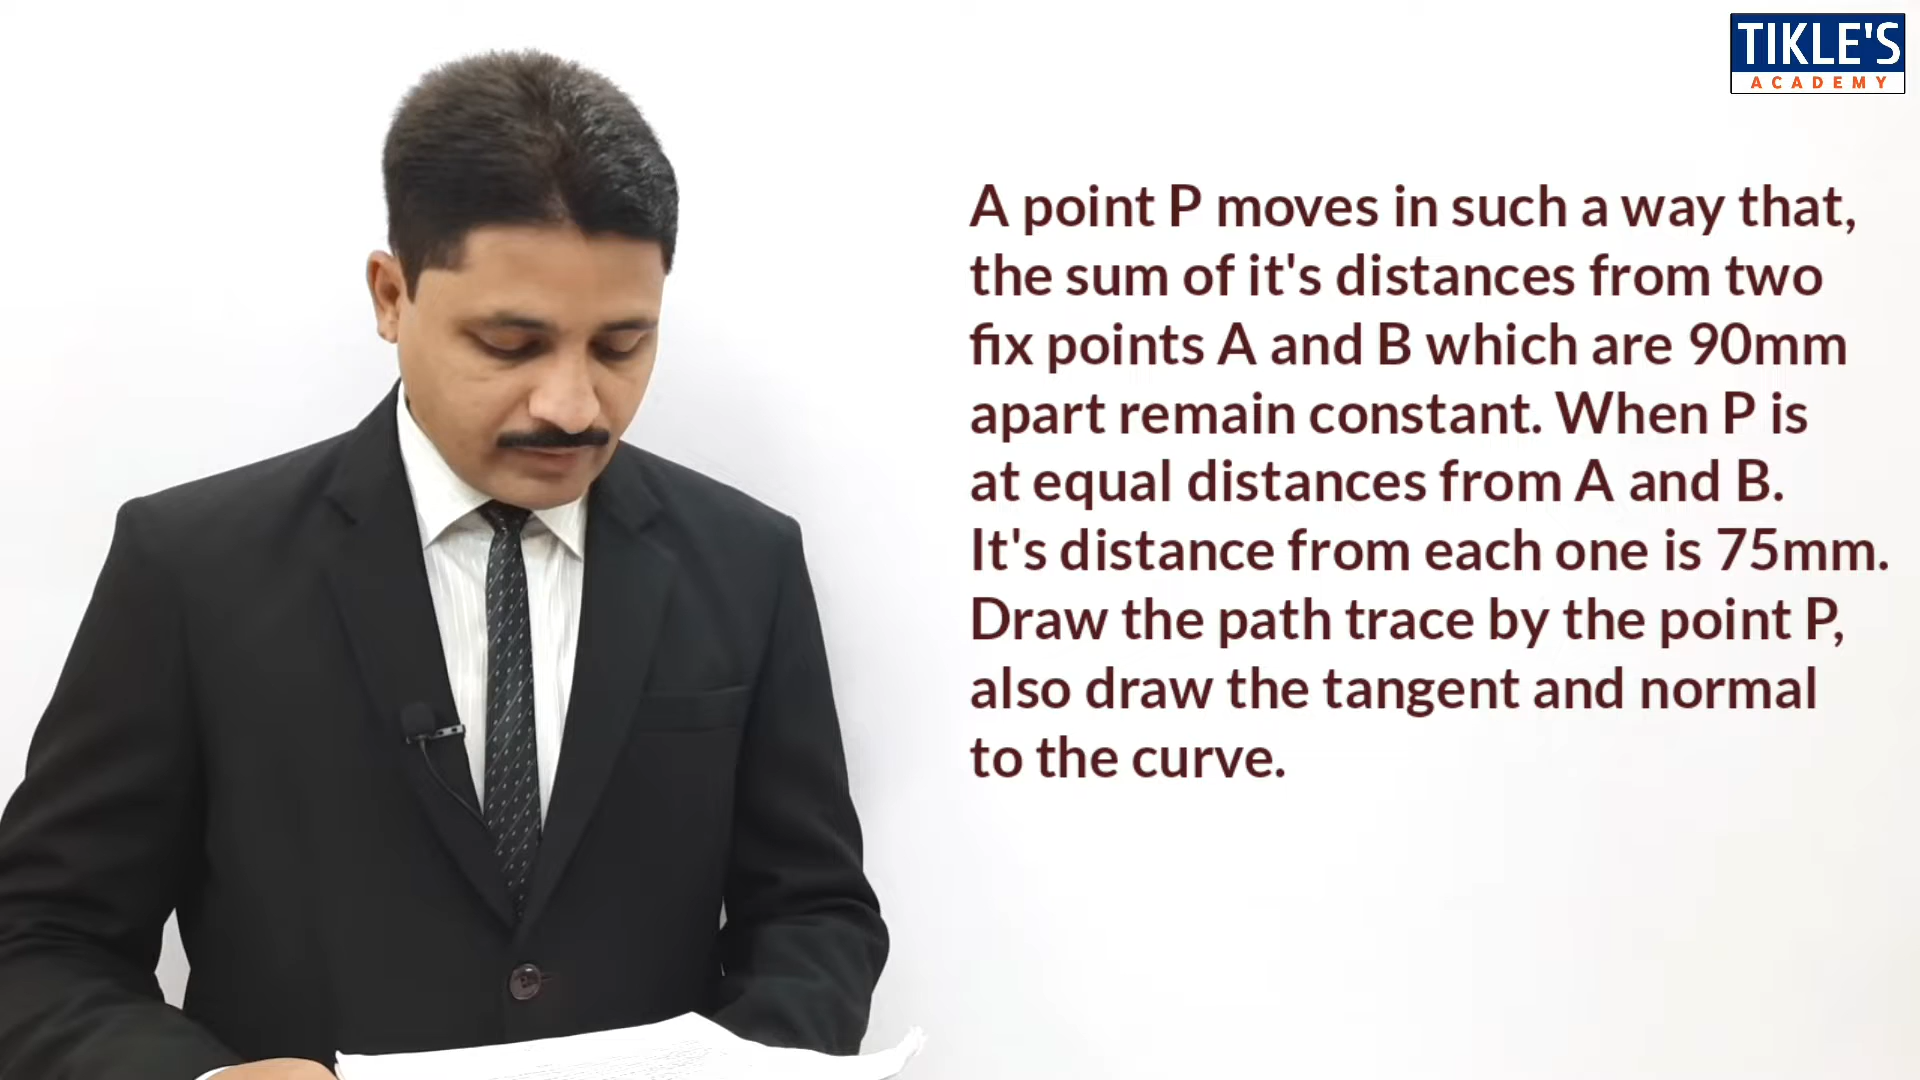 TIKLE'S
ACADEMY
A point P moves in such a way that,
the sum of it's distances from two
fix points A and B which are 90mm
apart remain constant. When P is
at equal distances from A and B.
It's distance from each one is 75mm.
Draw the path trace by the point P,
also draw the tangent and normal
to the curve.